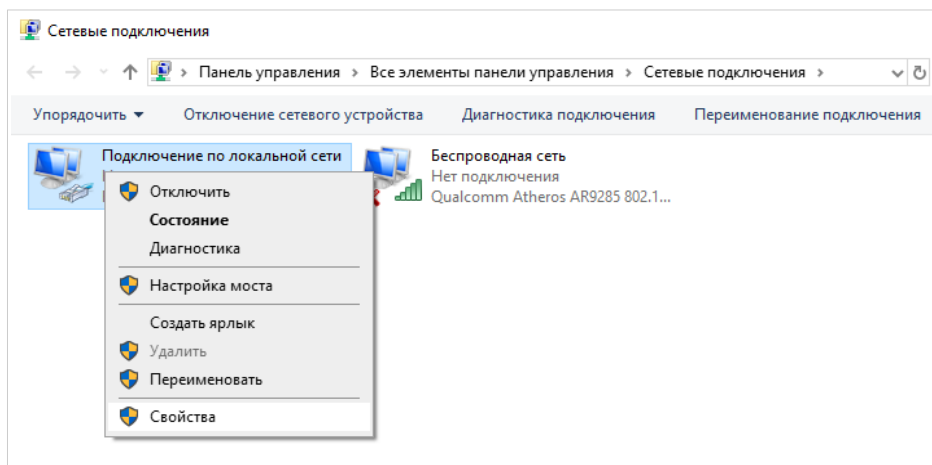 Сетевые подключения
Панель управления > Все элементы панели управления > Сетевые подключения >
Упорядочить Отключение сетевого устройства Диагностика подключения Переименование подключения
Подключение по локальной сети
Беспроводная сеть
Нет подключения
Qualcomm Atheros AR9285 802.1...
Отключить
Состояние
Диагностика
Настройка моста
Создать ярлык
Удалить
Переименовать
Свойства